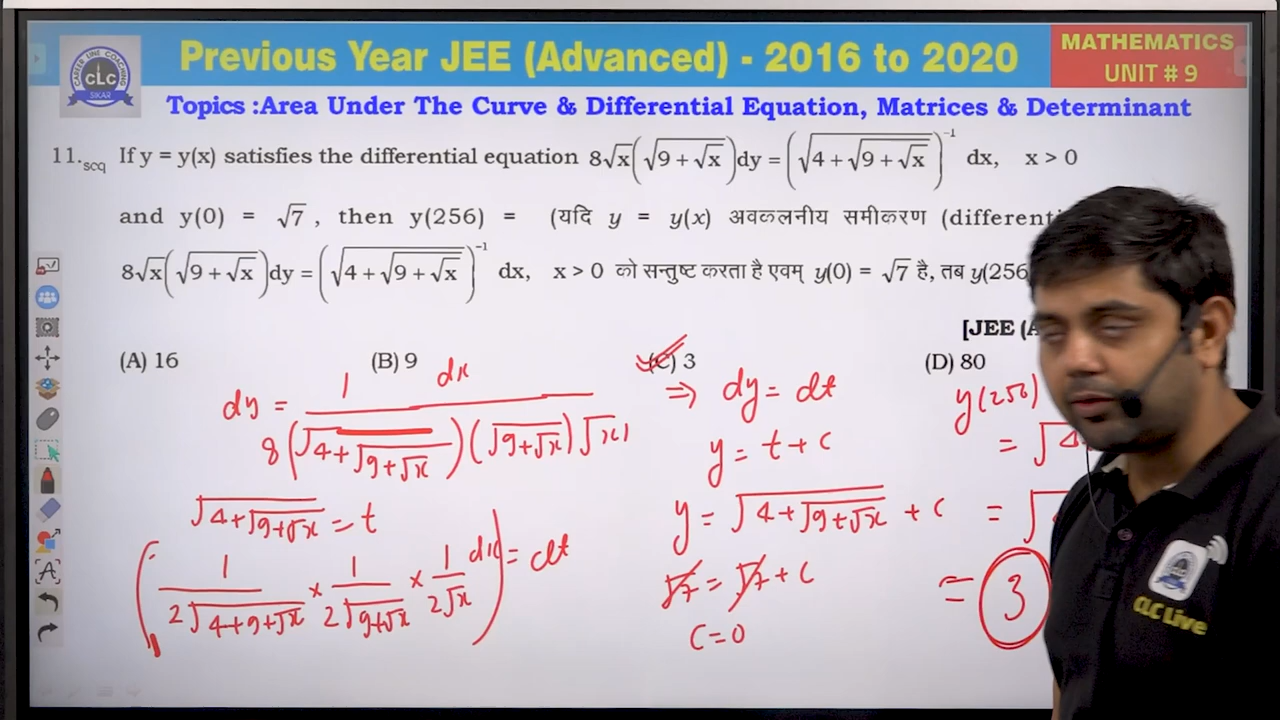 Previous Year JEE (Advanced) - 2016 to 2020
MATHEMATICS
UNIT # 9
CAREER LINE COACHING
CLC
SIKAR
Topics :Area Under The Curve & Differential Equation, Matrices & Determinant
11. scq If y = y(x) satisfies the differential equation 8√x(√(9 + √x))dy = (√(4 + √(9 + √x)))⁻¹ dx, x > 0
and y(0) = √7 , then y(256) = (यदि y = y(x) अवकलनीय समीकरण (differenti
8√x(√(9 + √x))dy = (√(4 + √(9 + √x)))⁻¹ dx, x > 0 को सन्तुष्ट करता है एवम् y(0) = √7 है, तब y(256
[JEE (A
(A) 16 (B) 9 (C) 3 (D) 80
dy = 1 dx / 8(√(4+√(9+√x)))(√(9+√x))√x
√(4+√(9+√x)) = t
(1/(2√(4+√(9+√x))) × 1/(2√(9+√x)) × 1/(2√x) dx) = dt
⇒ dy = dt
y = t + c
y = √(4+√(9+√x)) + c
√7 = √7 + c
C = 0
y(256)
= √4
= √
= 3
CLC
CLC Live